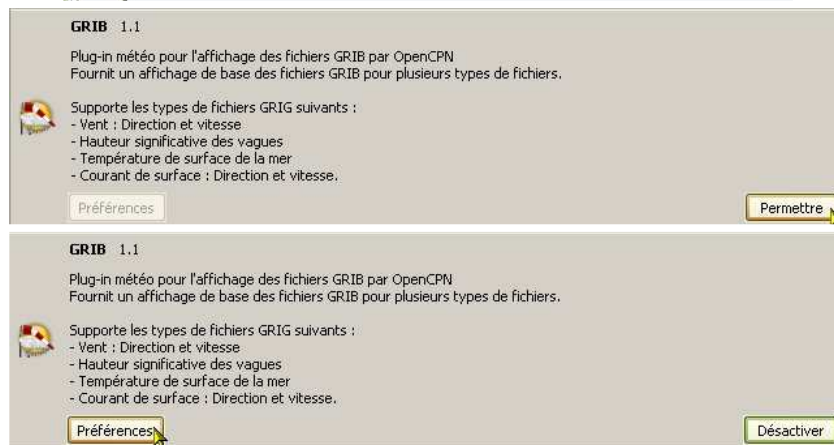 GRIB 1.1
Plug-in météo pour l'affichage des fichiers GRIB par OpenCPN
Fournit un affichage de base des fichiers GRIB pour plusieurs types de fichiers.
Supporte les types de fichiers GRIG suivants :
- Vent : Direction et vitesse
- Hauteur significative des vagues
- Température de surface de la mer
- Courant de surface : Direction et vitesse.
Préférences
Permettre
GRIB 1.1
Plug-in météo pour l'affichage des fichiers GRIB par OpenCPN
Fournit un affichage de base des fichiers GRIB pour plusieurs types de fichiers.
Supporte les types de fichiers GRIG suivants :
- Vent : Direction et vitesse
- Hauteur significative des vagues
- Température de surface de la mer
- Courant de surface : Direction et vitesse.
Préférences
Désactiver